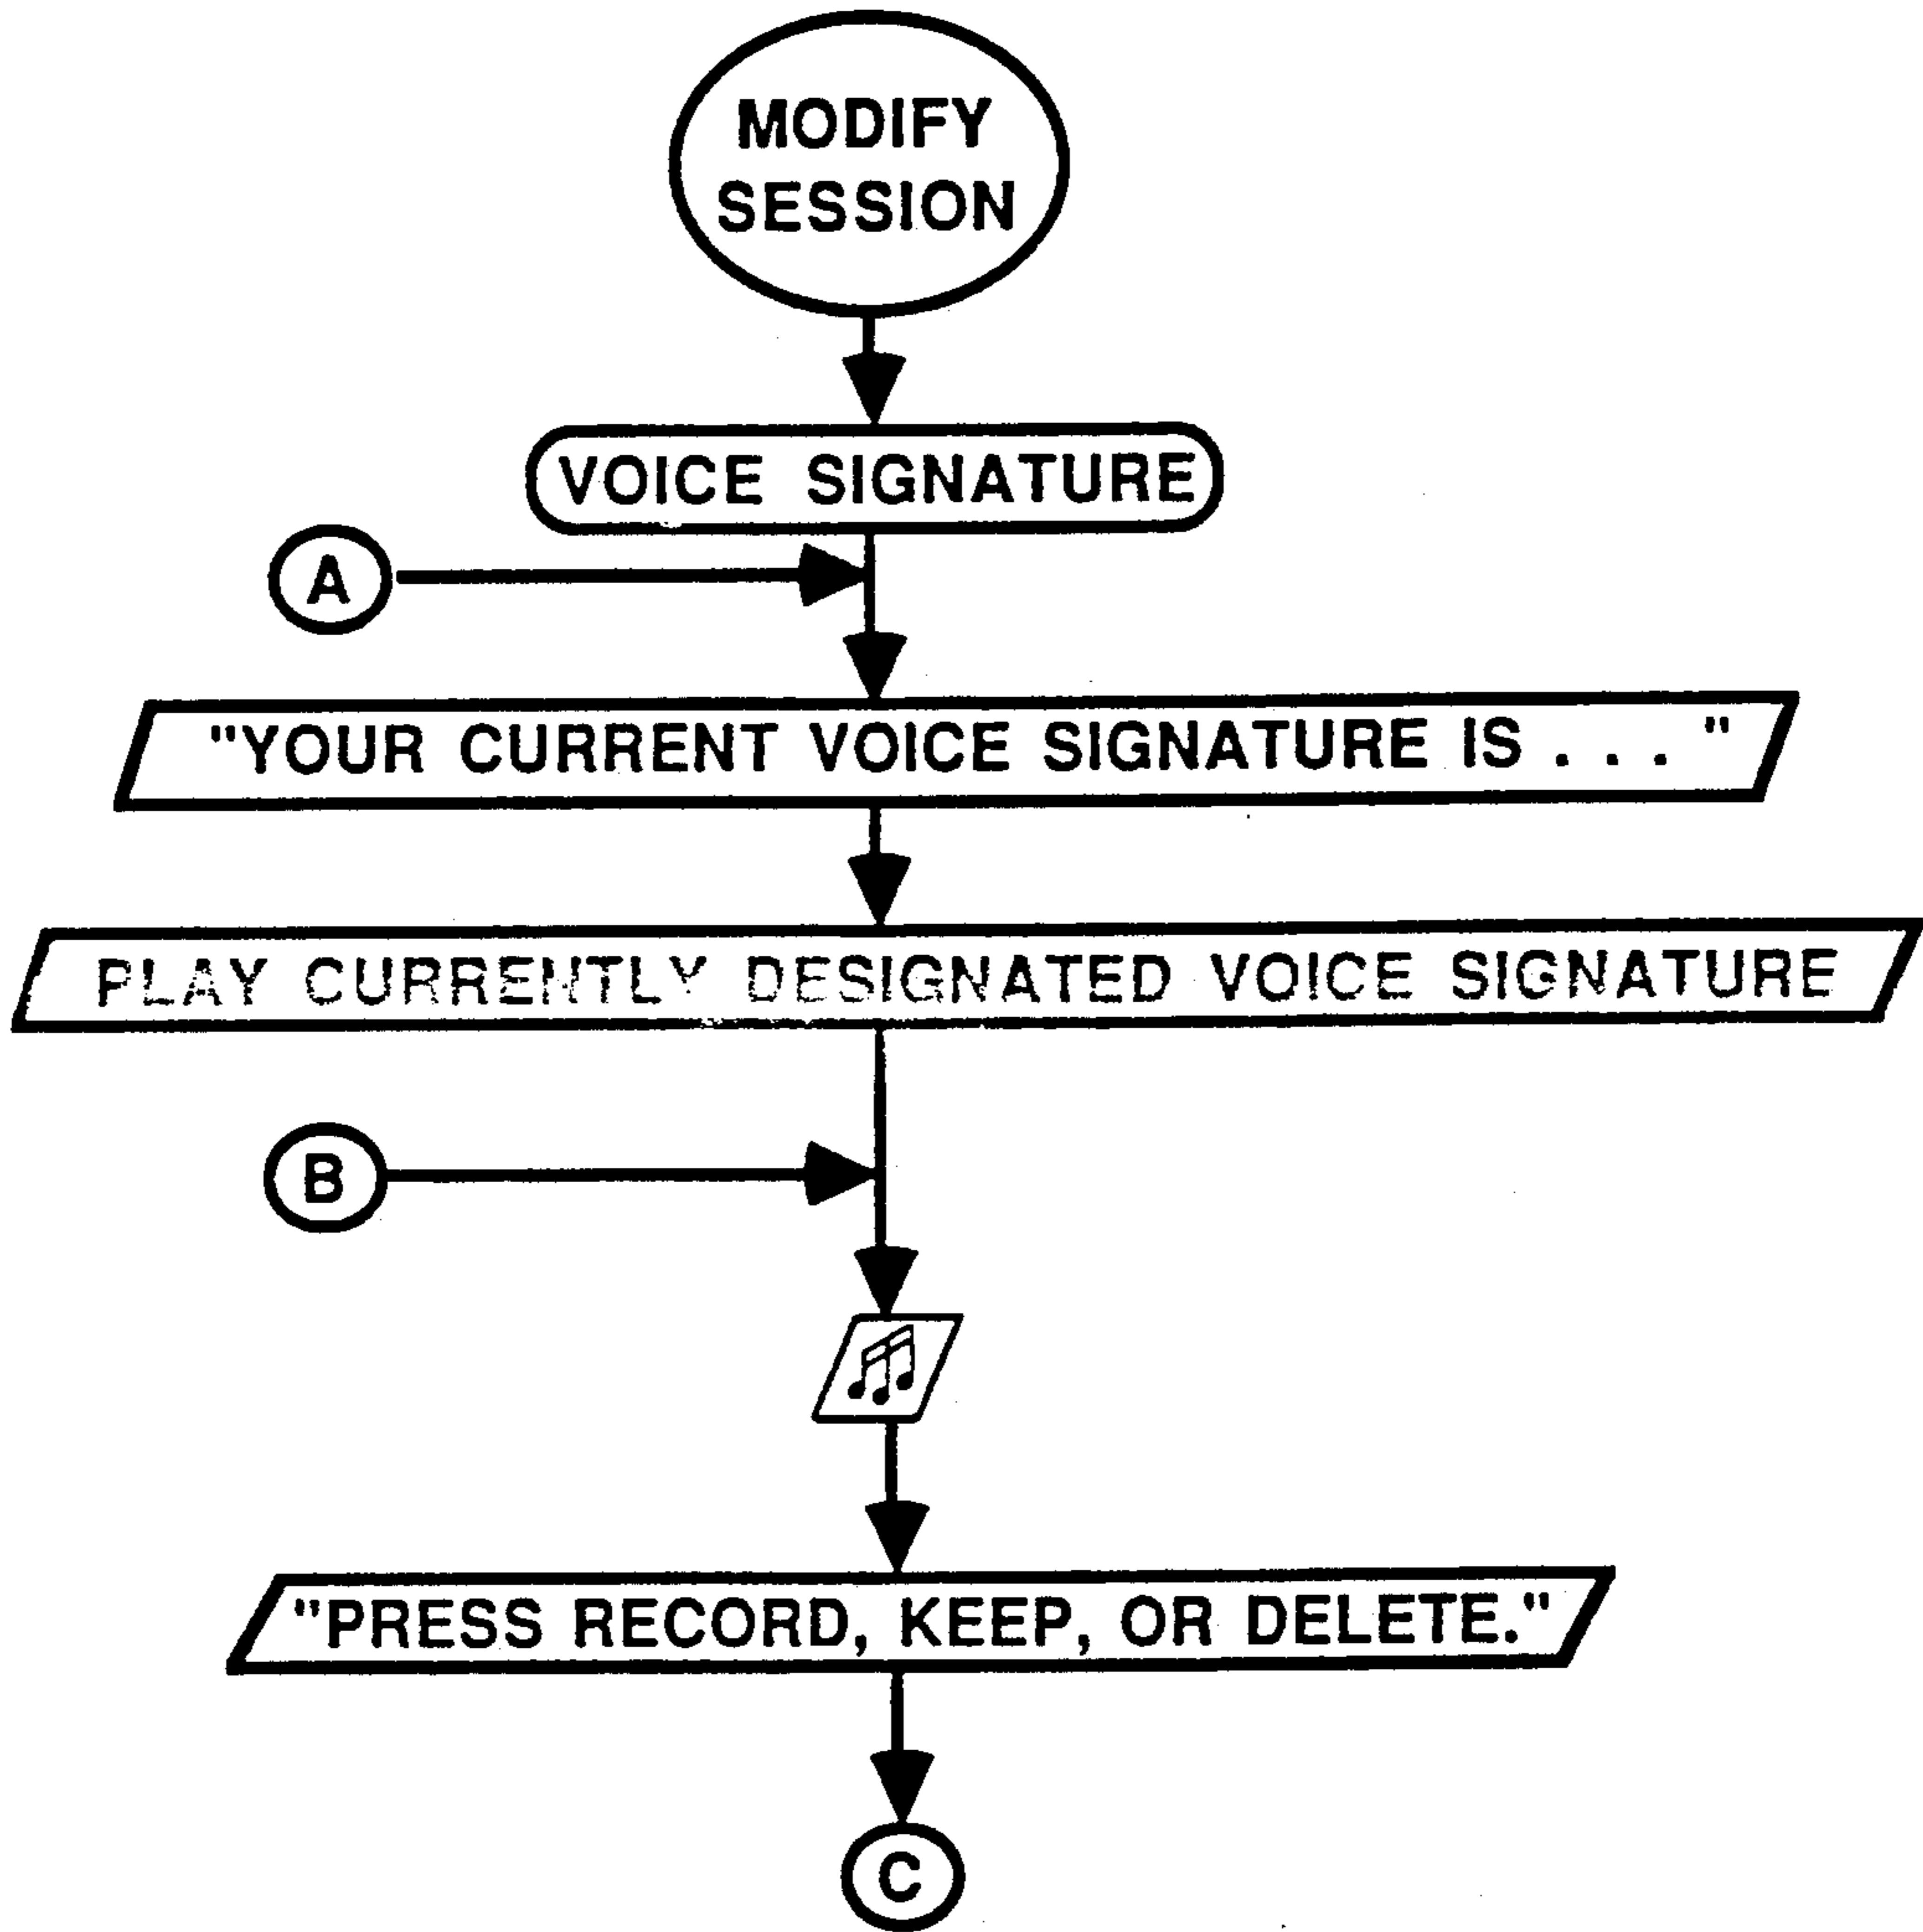 MODIFY
SESSION
VOICE SIGNATURE
A
"YOUR CURRENT VOICE SIGNATURE IS . . . "
PLAY CURRENTLY DESIGNATED VOICE SIGNATURE
B
"PRESS RECORD, KEEP, OR DELETE."
C